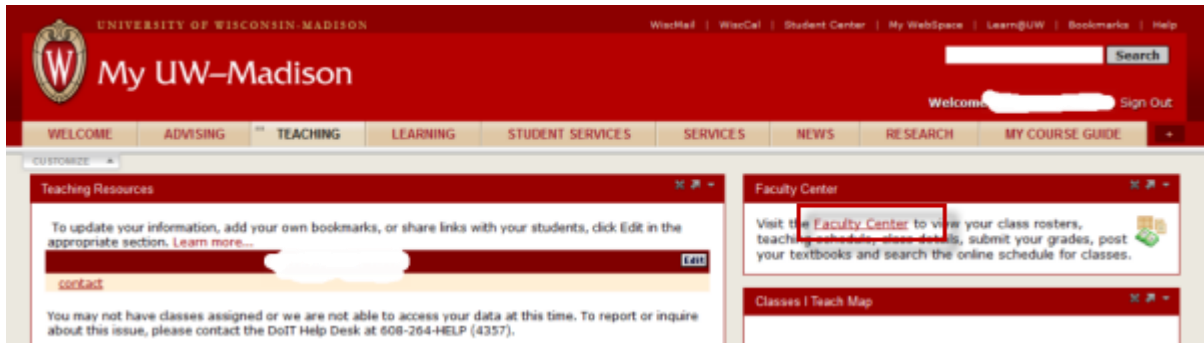 UNIVERSITY OF WISCONSIN-MADISON
WiscMail | WiscCal | Student Center | My WebSpace | Learn@UW | Bookmarks | Help
W
My UW–Madison
Search
Welcome
Sign Out
WELCOME ADVISING TEACHING LEARNING STUDENT SERVICES SERVICES NEWS RESEARCH MY COURSE GUIDE +
CUSTOMIZE
Teaching Resources
To update your information, add your own bookmarks, or share links with your students, click Edit in the
appropriate section. Learn more...
Edit
contact
You may not have classes assigned or we are not able to access your data at this time. To report or inquire
about this issue, please contact the DoIT Help Desk at 608-264-HELP (4357).
Faculty Center
Visit the Faculty Center to view your class rosters,
teaching schedule, class details, submit your grades, post
your textbooks and search the online schedule for classes.
Classes I Teach Map